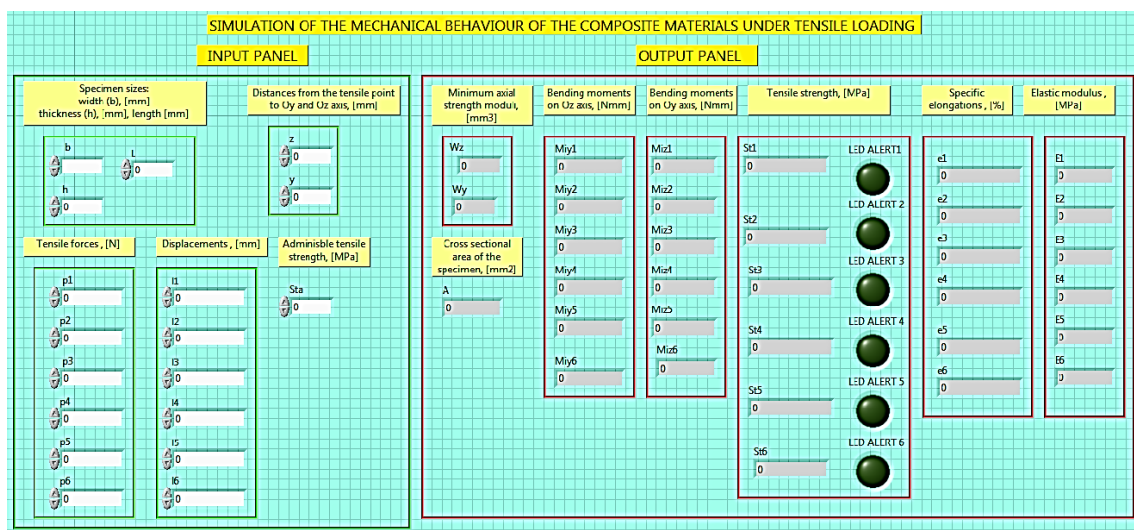 SIMULATION OF THE MECHANICAL BEHAVIOUR OF THE COMPOSITE MATERIALS UNDER TENSILE LOADING
INPUT PANEL
OUTPUT PANEL
Specimen sizes:
width (b), [mm]
thickness (h), [mm], length [mm]
b
0
L
0
h
0
Distances from the tensile point
to Oy and Oz axis, [mm]
z
0
y
0
Tensile forces, [N]
p1
0
p2
0
p3
0
p4
0
p5
0
p6
0
Displacements, [mm]
l1
0
l2
0
l3
0
l4
0
l5
0
l6
0
Adminisble tensile
strength, [MPa]
Sta
0
Minimum axial
strength moduli,
[mm3]
Wz
0
Wy
0
Cross sectional
area of the
specimen, [mm2]
A
0
Bending moments
on Oz axis, [Nmm]
Miy1
0
Miy2
0
Miy3
0
Miy4
0
Miy5
0
Miy6
0
Bending moments
on Oy axis, [Nmm]
Miz1
0
Miz2
0
Miz3
0
Miz4
0
Miz5
0
Miz6
0
Tensile strength, [MPa]
St1
0
LED ALERT1
St2
0
LED ALERT 2
St3
0
LED ALERT 3
St4
0
LED ALERT 4
St5
0
LED ALERT 5
St6
0
LED ALERT 6
Specific
elongations, [%]
e1
0
e2
0
e3
0
e4
0
e5
0
e6
0
Elastic modulus,
[MPa]
E1
0
E2
0
E3
0
E4
0
E5
0
E6
0